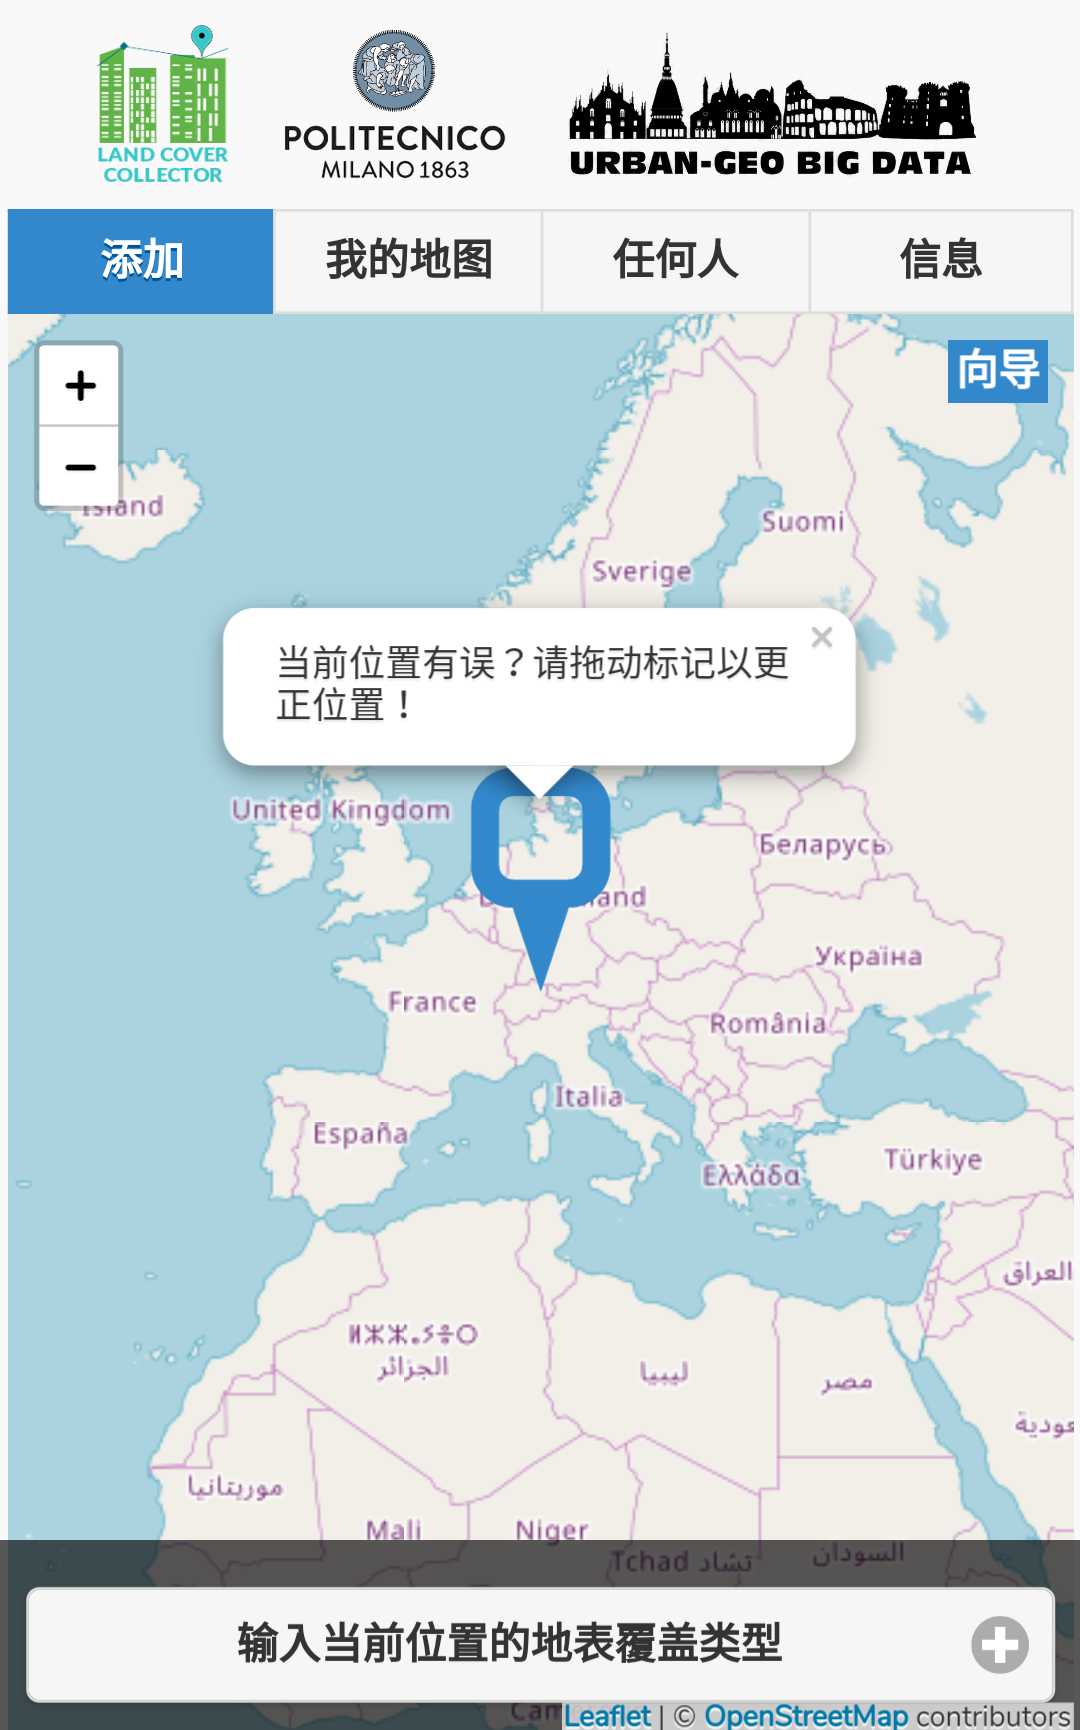 LAND COVER
COLLECTOR
POLITECNICO
MILANO 1863
URBAN-GEO BIG DATA
添加
我的地图
任何人
信息
+
向导
−
Island
Suomi
Sverige
当前位置有误？请拖动标记以更
正位置！
×
United Kingdom
Беларусь
Україна
France
România
Italia
España
Türkiye
Ελλάδα
العراق
ⵍⵣⵣⴰⵢⴻⵔ
الجزائر
ليبيا
مصر
موريتانيا
Mali
Niger
Tchad تشاد
السودان
输入当前位置的地表覆盖类型
Leaflet | © OpenStreetMap contributors